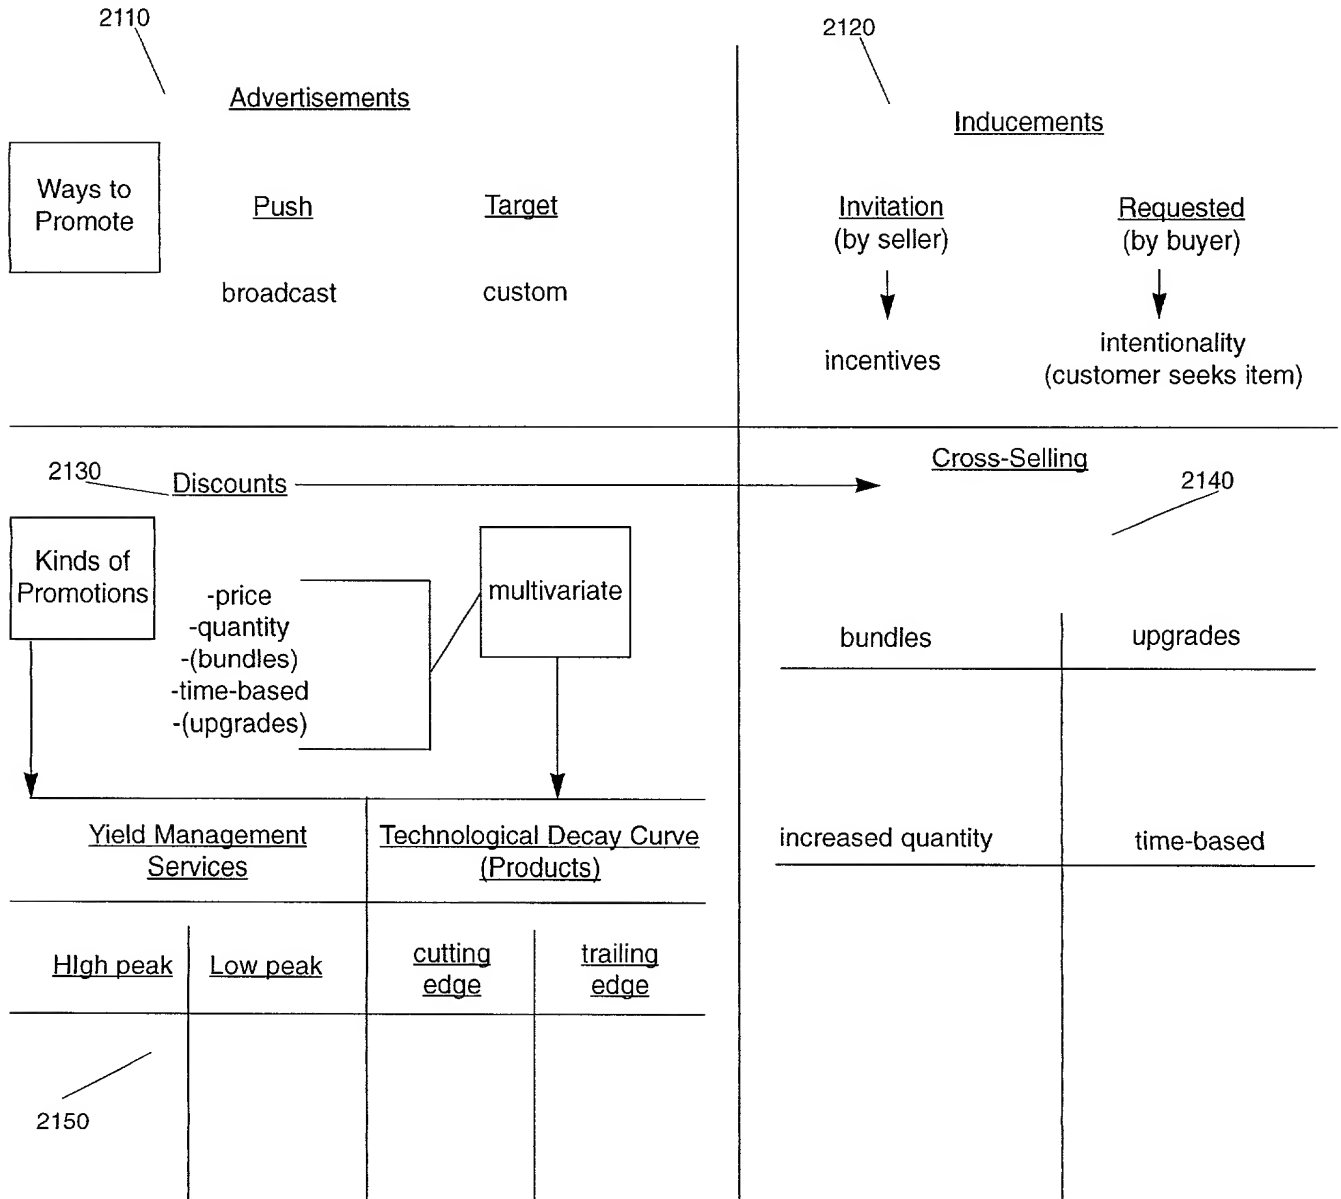 2110
2120
Advertisements
Inducements
Ways to
Promote
Push
Target
broadcast
custom
Invitation
(by seller)
Requested
(by buyer)
incentives
intentionality
(customer seeks item)
2130
Discounts
Cross-Selling
2140
Kinds of
Promotions
-price
-quantity
-(bundles)
-time-based
-(upgrades)
multivariate
bundles
upgrades
increased quantity
time-based
Yield Management
Services
Technological Decay Curve
(Products)
HIgh peak
Low peak
cutting
edge
trailing
edge
2150